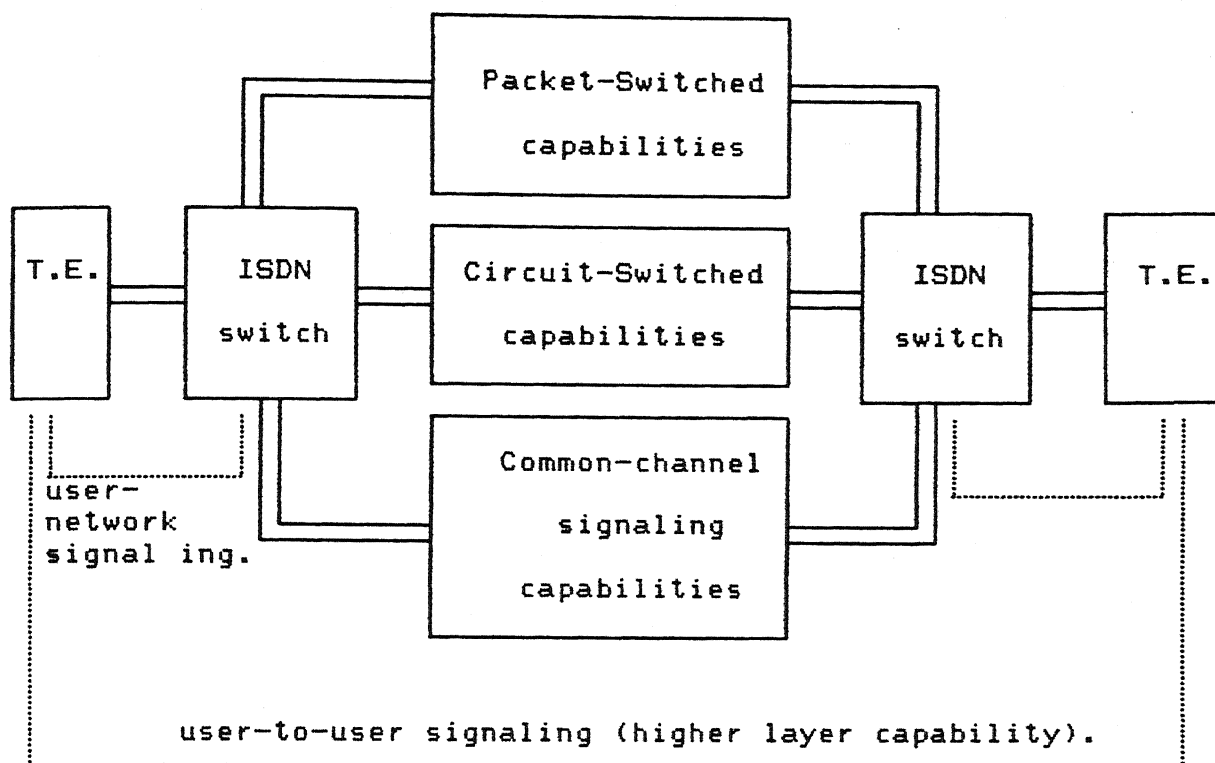 Packet-Switched
capabilities
T.E.
ISDN
switch
Circuit-Switched
capabilities
ISDN
switch
T.E.
Common-channel
signaling
capabilities
user-
network
signal ing.
user-to-user signaling (higher layer capability).